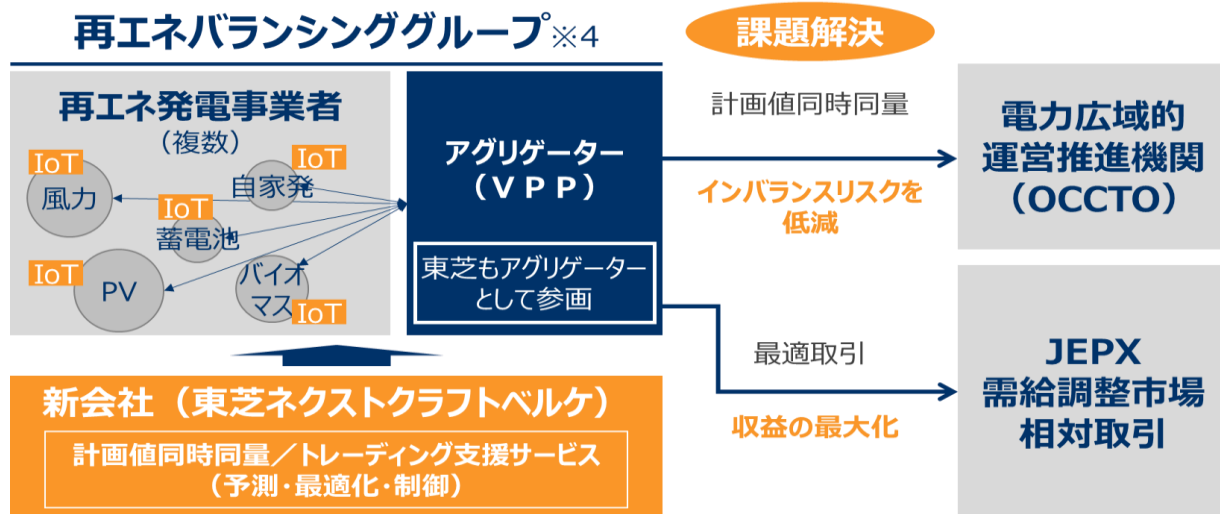 再エネバランシンググループ※4
課題解決
再エネ発電事業者
(複数)
IoT
風力
IoT
自家発
IoT
蓄電池
IoT
PV
バイオ
マス
IoT
アグリゲーター
(VPP)
東芝もアグリゲーター
として参画
計画値同時同量
インバランスリスクを
低減
電力広域的
運営推進機関
(OCCTO)
最適取引
収益の最大化
JEPX
需給調整市場
相対取引
新会社(東芝ネクストクラフトベルケ)
計画値同時同量/トレーディング支援サービス
(予測・最適化・制御)